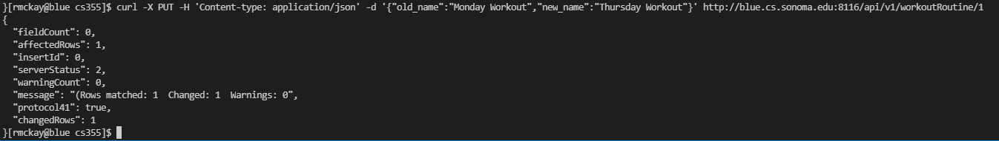 }[rmckay@blue cs355]$ curl -X PUT -H 'Content-type: application/json' -d '{"old_name":"Monday Workout","new_name":"Thursday Workout"}' http://blue.cs.sonoma.edu:8116/api/v1/workoutRoutine/1
{
  "fieldCount": 0,
  "affectedRows": 1,
  "insertId": 0,
  "serverStatus": 2,
  "warningCount": 0,
  "message": "(Rows matched: 1  Changed: 1  Warnings: 0",
  "protocol41": true,
  "changedRows": 1
}[rmckay@blue cs355]$